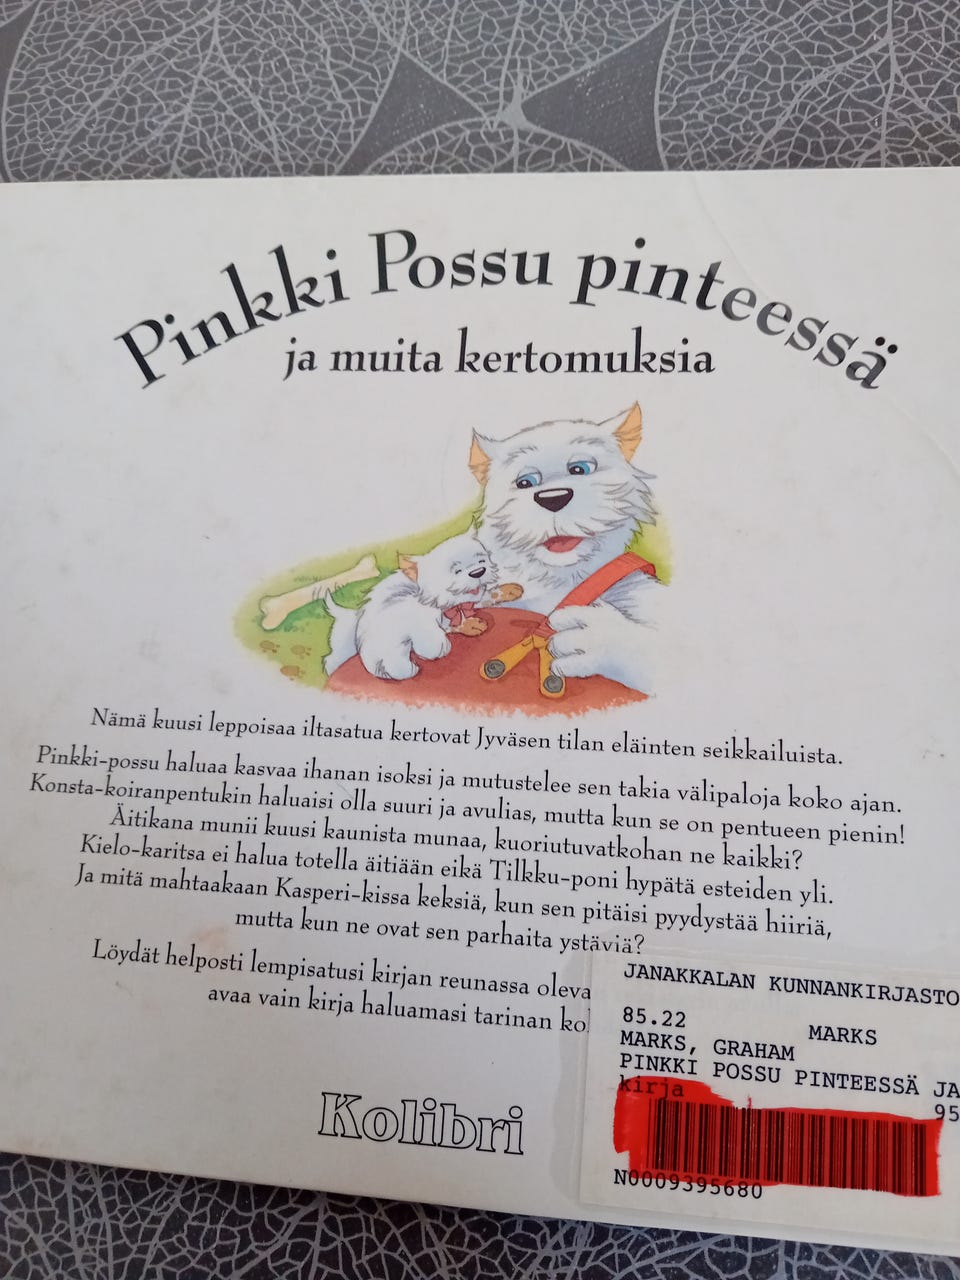 Pinkki Possu pinteessä
ja muita kertomuksia
Nämä kuusi leppoisaa iltasatua kertovat Jyväsen tilan eläinten seikkailuista.
Pinkki-possu haluaa kasvaa ihanan isoksi ja mutustelee sen takia välipaloja koko ajan.
Konsta-koiranpentukin haluaisi olla suuri ja avulias, mutta kun se on pentueen pienin!
Äitikana munii kuusi kaunista munaa, kuoriutuvatkohan ne kaikki?
Kielo-karitsa ei halua totella äitiään eikä Tilkku-poni hypätä esteiden yli.
Ja mitä mahtaakaan Kasperi-kissa keksiä, kun sen pitäisi pyydystää hiiriä,
mutta kun ne ovat sen parhaita ystäviä?
Löydät helposti lempisatusi kirjan reunassa oleva
avaa vain kirja haluamasi tarinan ko
Kolibri
JANAKKALAN KUNNANKIRJASTO
85.22 MARKS
MARKS, GRAHAM
PINKKI POSSU PINTEESSÄ JA
kirja 95
N0009395680